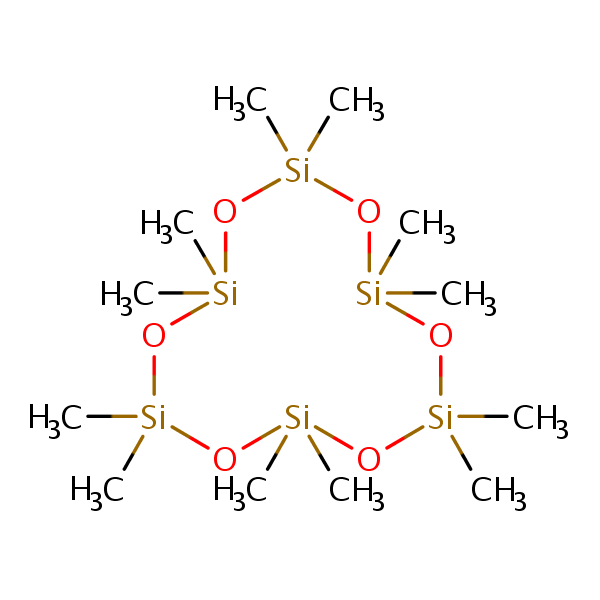 H₃C CH₃
Si
O O
H₃C CH₃
H₃C Si Si CH₃
O O
H₃C Si Si Si CH₃
O O
H₃C H₃C CH₃ CH₃